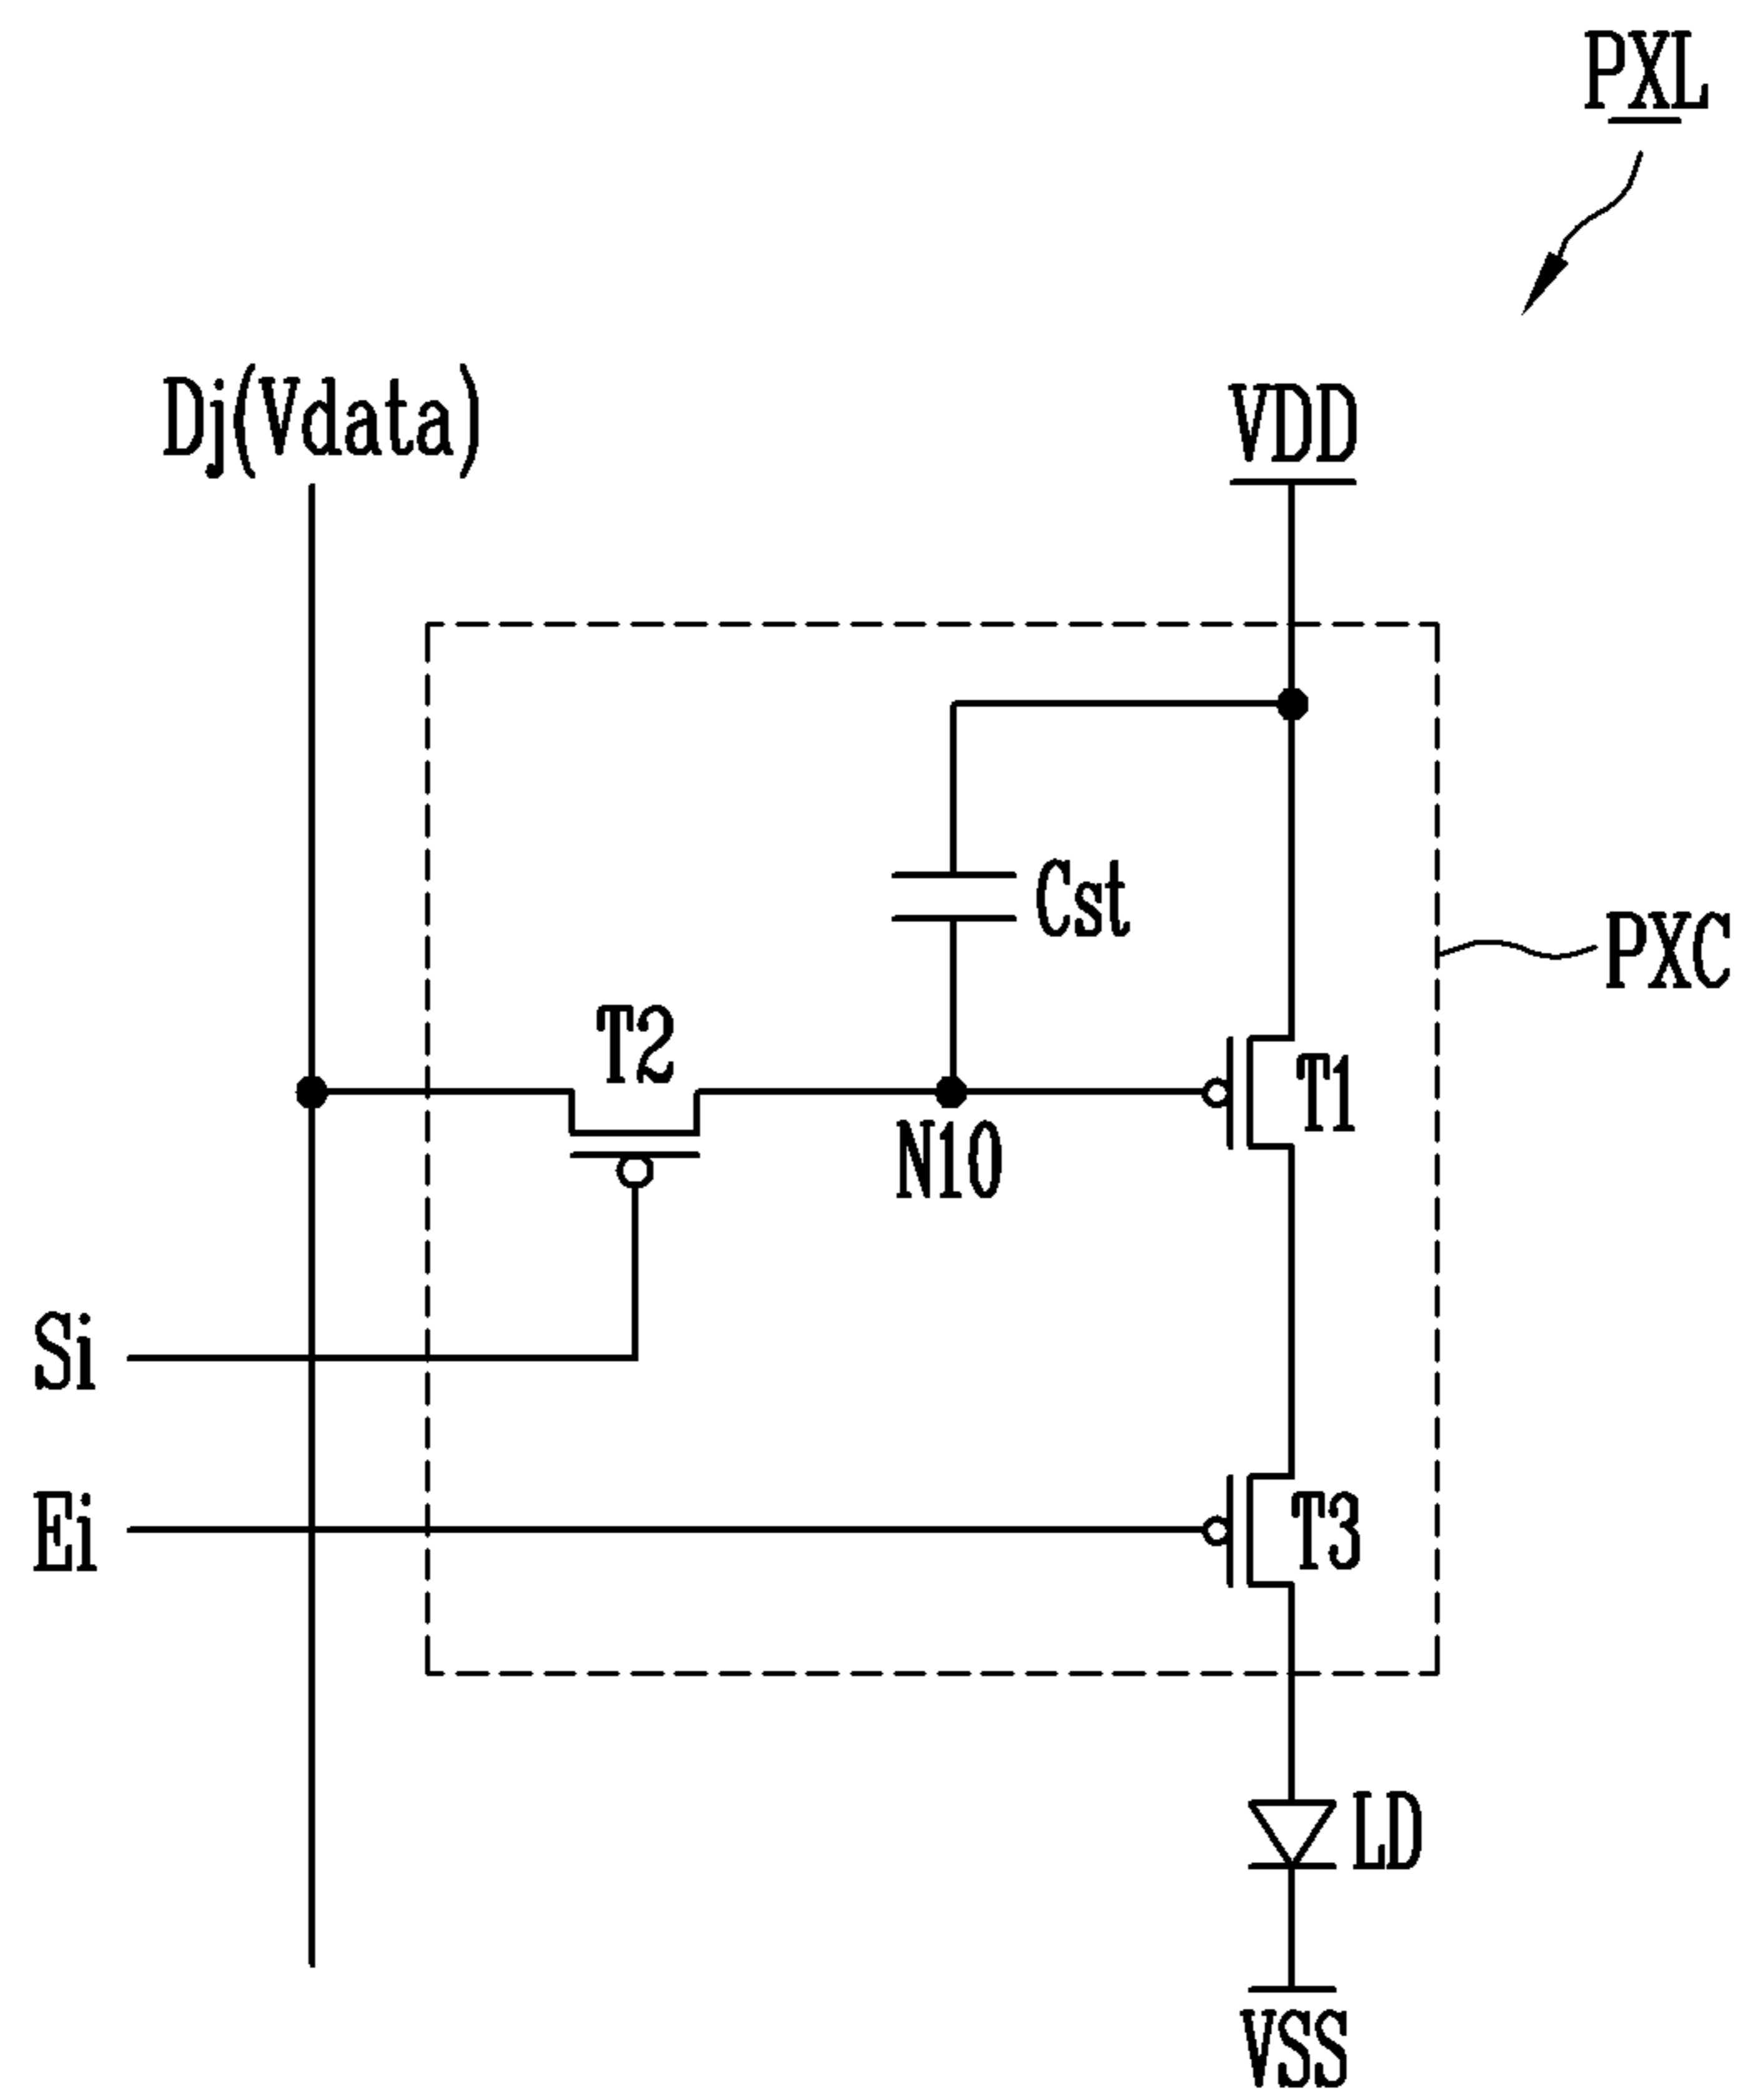 PXL
Dj(Vdata)
VDD
Cst
PXC
T2
T1
N10
Si
Ei
T3
LD
VSS